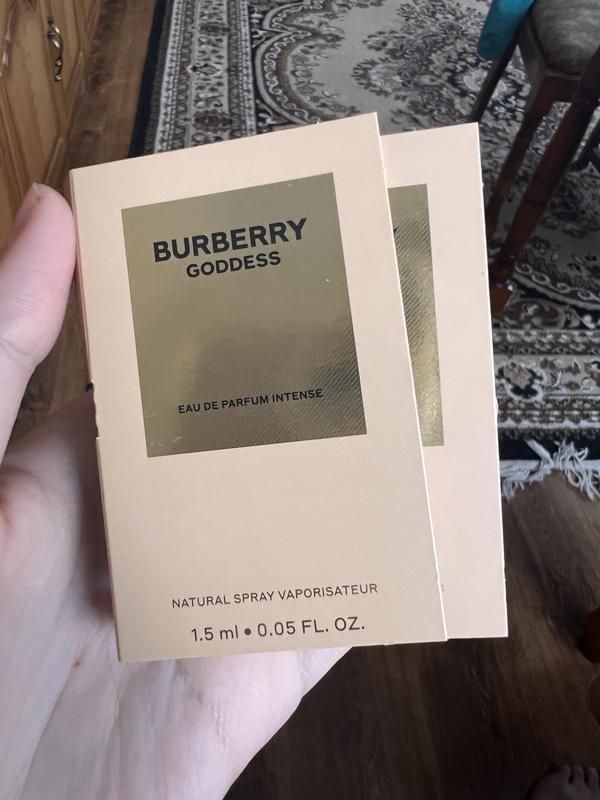 BURBERRY
GODDESS
EAU DE PARFUM INTENSE
NATURAL SPRAY VAPORISATEUR
1.5 ml • 0.05 FL. OZ.